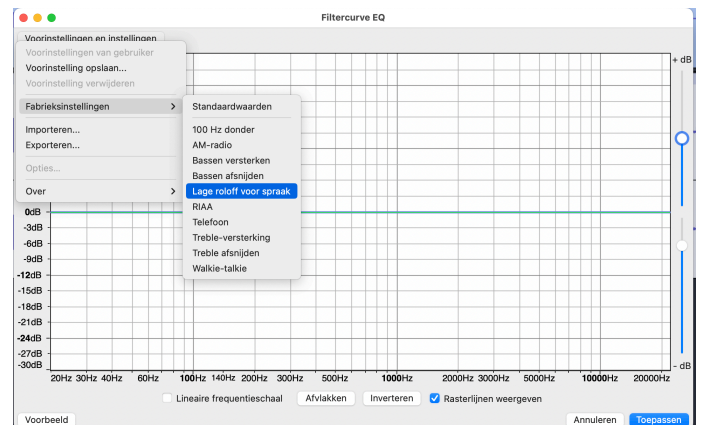 Filtercurve EQ
Voorinstellingen en instellingen
Voorinstellingen van gebruiker
Voorinstelling opslaan...
Voorinstelling verwijderen
Fabrieksinstellingen >
Importeren...
Exporteren...
Opties...
Over >
Standaardwaarden
100 Hz donder
AM-radio
Bassen versterken
Bassen afsnijden
Lage roloff voor spraak
RIAA
Telefoon
Treble-versterking
Treble afsnijden
Walkie-talkie
+ dB
0dB
-3dB
-6dB
-9dB
-12dB
-15dB
-18dB
-21dB
-24dB
-27dB
-30dB
- dB
20Hz 30Hz 40Hz 60Hz 100Hz 140Hz 200Hz 300Hz 500Hz 1000Hz 2000Hz 3000Hz 5000Hz 10000Hz 20000Hz
Lineaire frequentieschaal Afvlakken Inverteren Rasterlijnen weergeven
Voorbeeld Annuleren Toepassen